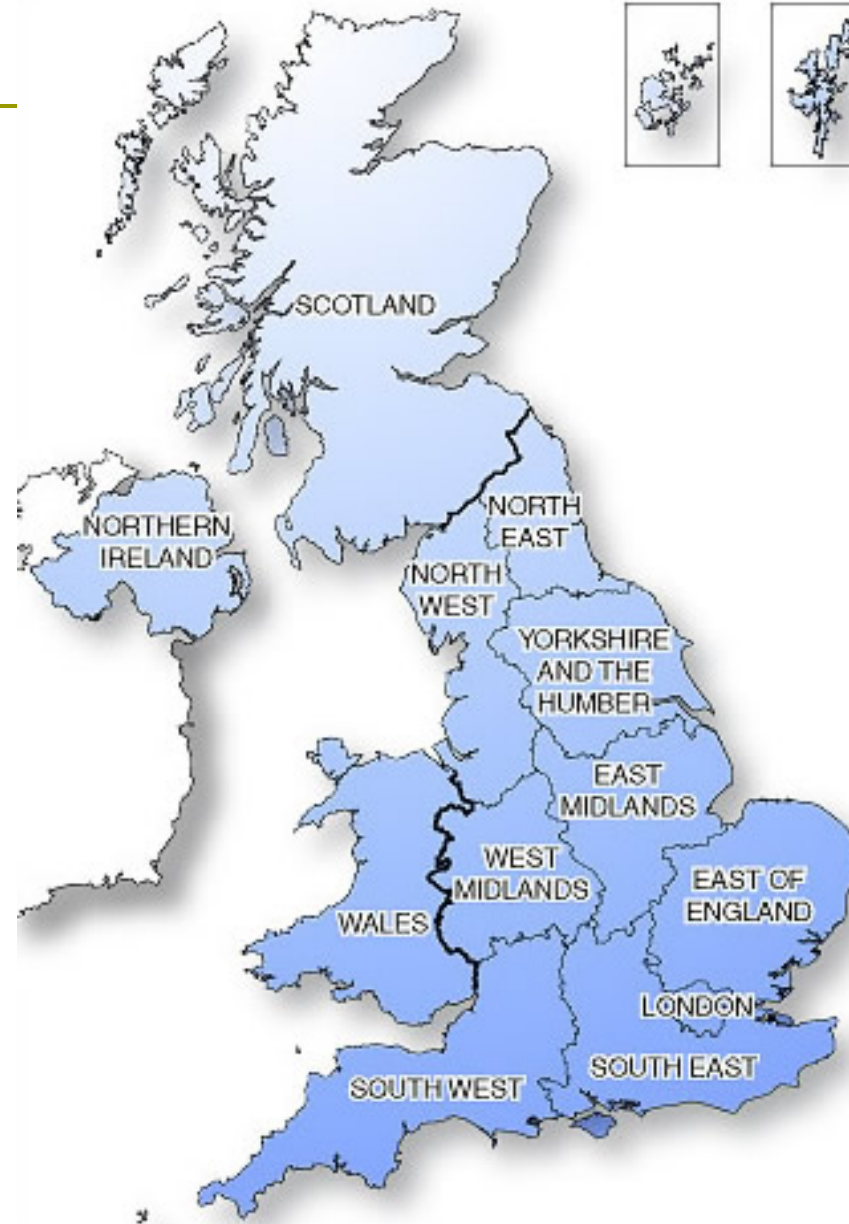 SCOTLAND
NORTHERN
IRELAND
NORTH
EAST
NORTH
WEST
YORKSHIRE
AND THE
HUMBER
EAST
MIDLANDS
WEST
MIDLANDS
EAST OF
ENGLAND
WALES
LONDON
SOUTH EAST
SOUTH WEST